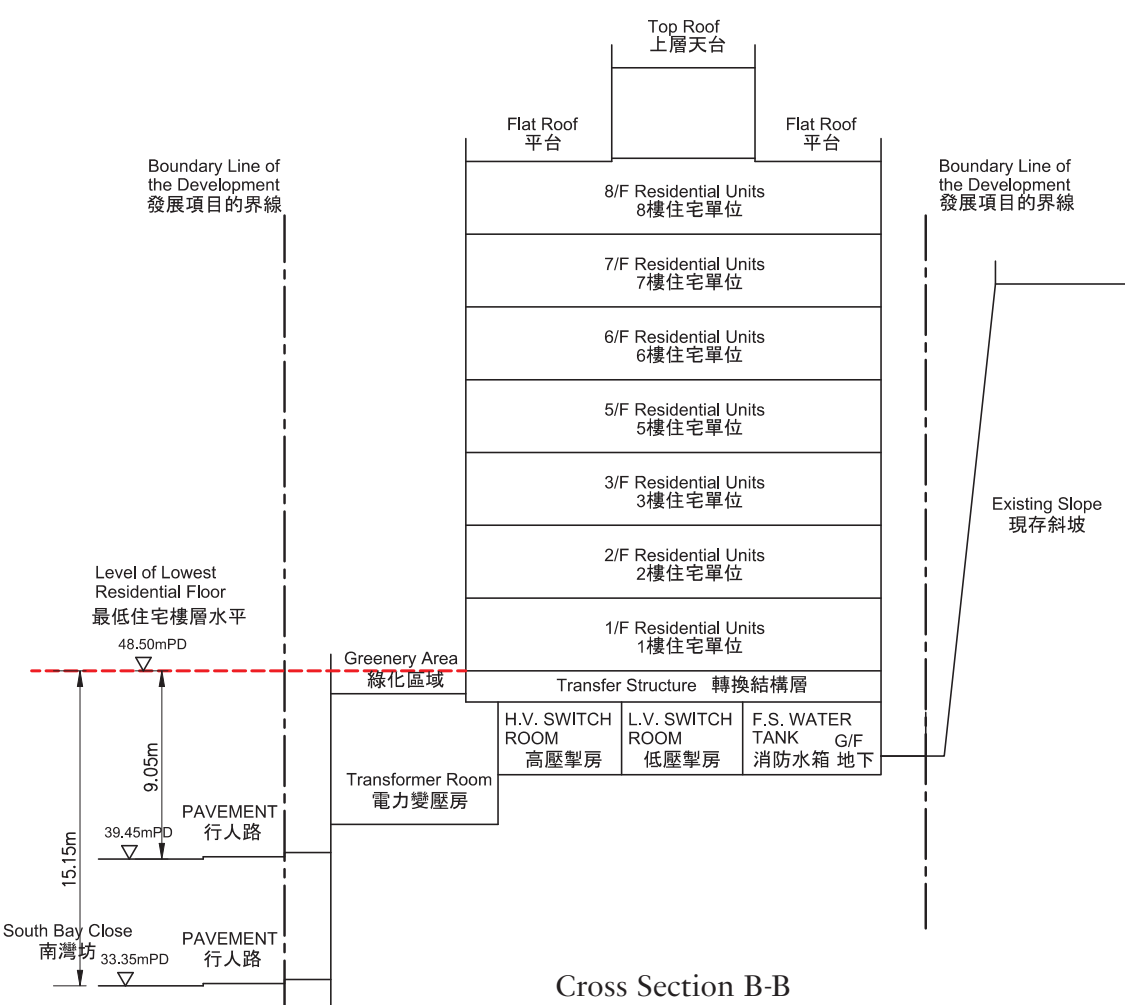 Top Roof
上層天台
Flat Roof
平台
Flat Roof
平台
Boundary Line of
the Development
發展項目的界線
Boundary Line of
the Development
發展項目的界線
8/F Residential Units
8樓住宅單位
7/F Residential Units
7樓住宅單位
6/F Residential Units
6樓住宅單位
5/F Residential Units
5樓住宅單位
3/F Residential Units
3樓住宅單位
2/F Residential Units
2樓住宅單位
1/F Residential Units
1樓住宅單位
Existing Slope
現存斜坡
Level of Lowest
Residential Floor
最低住宅樓層水平
48.50mPD
Greenery Area
綠化區域
Transfer Structure 轉換結構層
H.V. SWITCH
ROOM
高壓掣房
L.V. SWITCH
ROOM
低壓掣房
F.S. WATER
TANK
消防水箱
G/F
地下
Transformer Room
電力變壓房
9.05m
15.15m
PAVEMENT
行人路
39.45mPD
South Bay Close
南灣坊
33.35mPD
PAVEMENT
行人路
Cross Section B-B